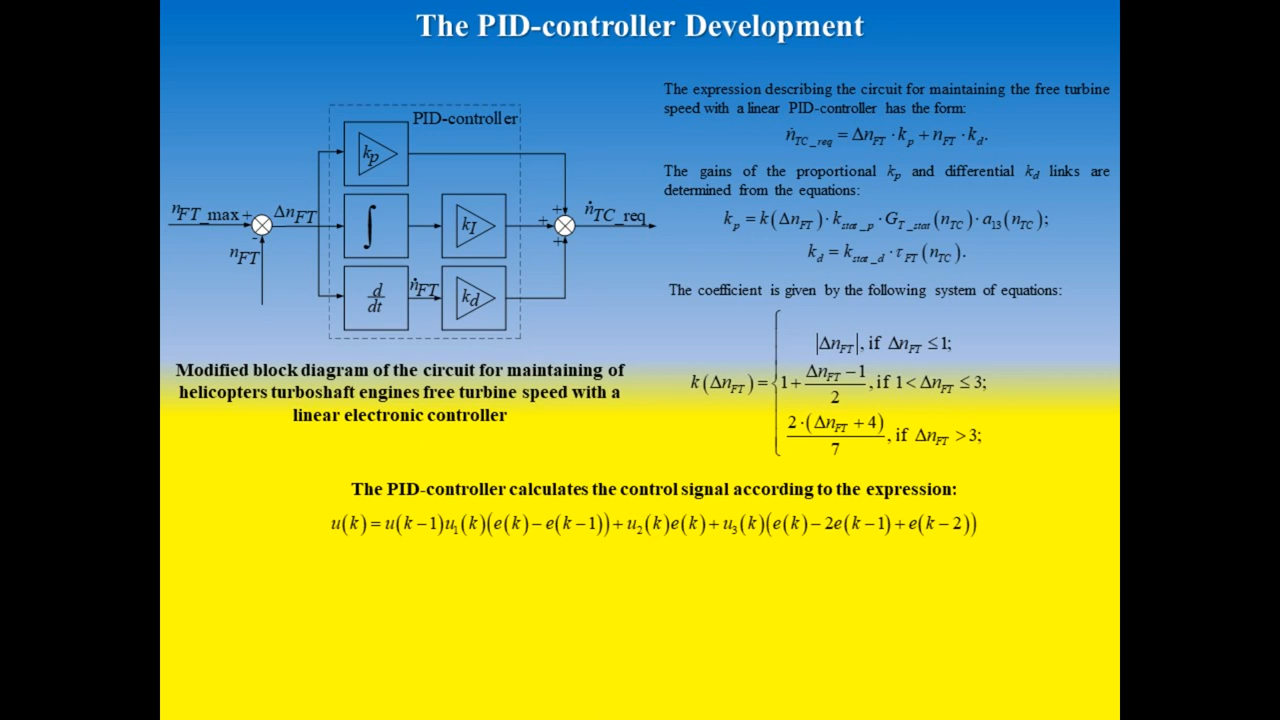 The PID-controller Development
PID-controller
k_p
n_FT_max +
Δn_FT
∫
k_I
+
+
+
ṅ_TC_req
-
n_FT
d/dt
ṅ_FT
k_d
Modified block diagram of the circuit for maintaining of
helicopters turboshaft engines free turbine speed with a
linear electronic controller
The expression describing the circuit for maintaining the free turbine
speed with a linear PID-controller has the form:
ṅ_TC_req = Δn_FT · k_p + n_FT · k_d.
The gains of the proportional k_p and differential k_d links are
determined from the equations:
k_p = k(Δn_FT) · k_stat_p · G_T_stat(n_TC) · a_13(n_TC);
k_d = k_stat_d · τ_FT(n_TC).
The coefficient is given by the following system of equations:
|Δn_FT|, if Δn_FT ≤ 1;
k(Δn_FT) = { 1 + (Δn_FT − 1)/2, if 1 < Δn_FT ≤ 3;
2·(Δn_FT + 4)/7, if Δn_FT > 3;
The PID-controller calculates the control signal according to the expression:
u(k) = u(k−1)u_1(k)(e(k) − e(k−1)) + u_2(k)e(k) + u_3(k)(e(k) − 2e(k−1) + e(k−2))